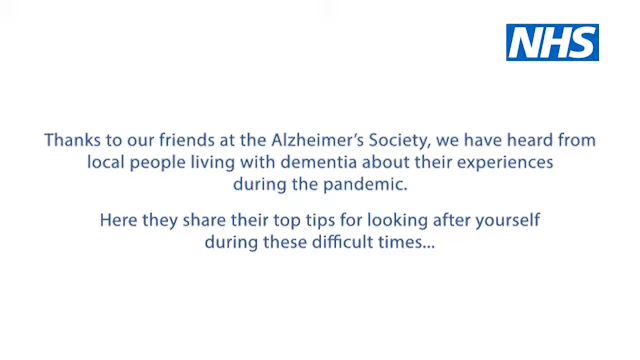 NHS
Thanks to our friends at the Alzheimer's Society, we have heard from
local people living with dementia about their experiences
during the pandemic.
Here they share their top tips for looking after yourself
during these difficult times...